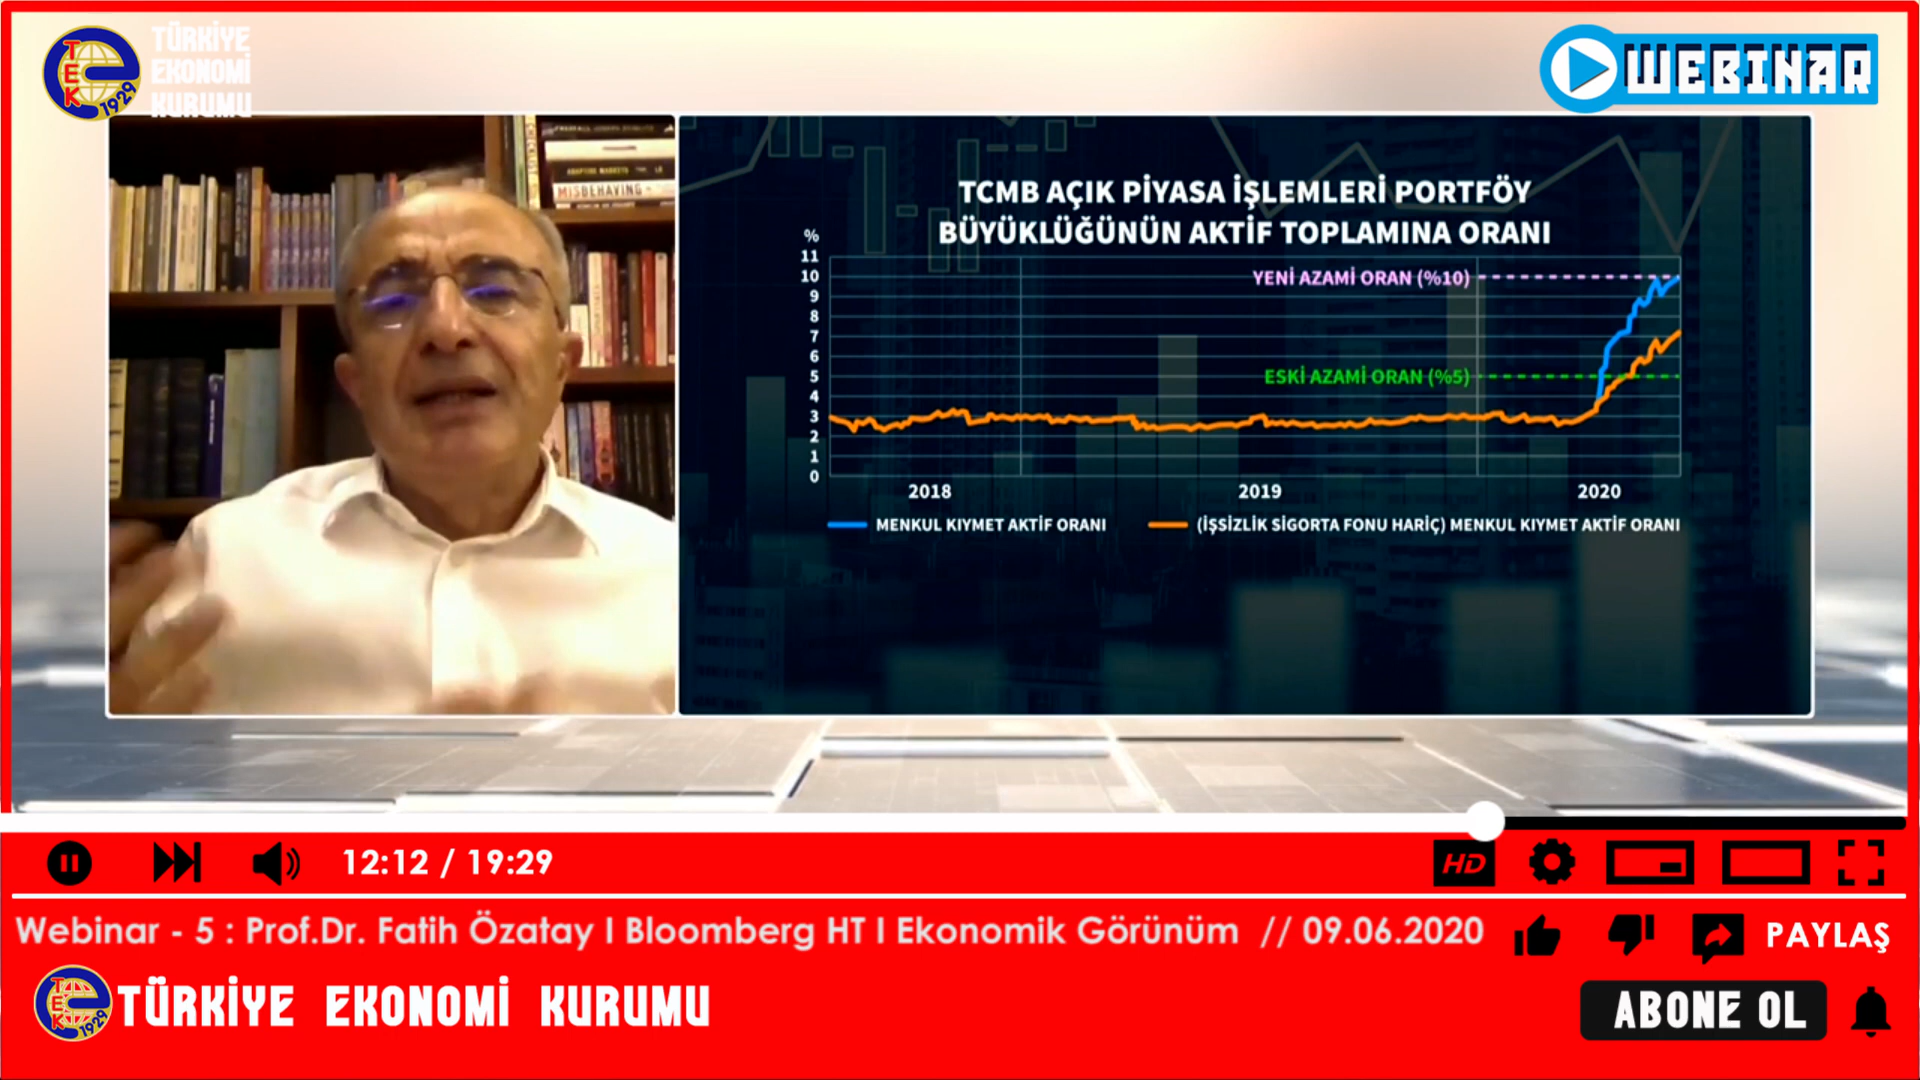 TEK
1929
TÜRKİYE
EKONOMİ
KURUMU
WEBINAR
MISBEHAVING
TCMB AÇIK PİYASA İŞLEMLERİ PORTFÖY
BÜYÜKLÜĞÜNÜN AKTİF TOPLAMINA ORANI
%
11
10
9
8
7
6
5
4
3
2
1
0
YENİ AZAMİ ORAN (%10)
ESKİ AZAMİ ORAN (%5)
2018 2019 2020
MENKUL KIYMET AKTİF ORANI (İŞSİZLİK SİGORTA FONU HARİÇ) MENKUL KIYMET AKTİF ORANI
12:12 / 19:29
HD
Webinar - 5 : Prof.Dr. Fatih Özatay I Bloomberg HT I Ekonomik Görünüm // 09.06.2020
PAYLAŞ
TEK
1929
TÜRKİYE EKONOMİ KURUMU
ABONE OL